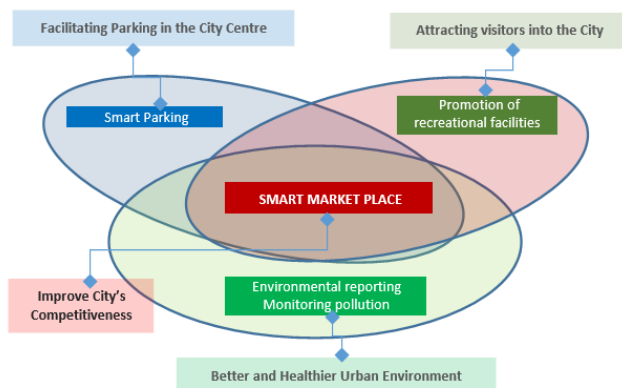 Facilitating Parking in the City Centre
Attracting visitors into the City
Smart Parking
Promotion of
recreational facilities
SMART MARKET PLACE
Improve City's
Competitiveness
Environmental reporting
Monitoring pollution
Better and Healthier Urban Environment